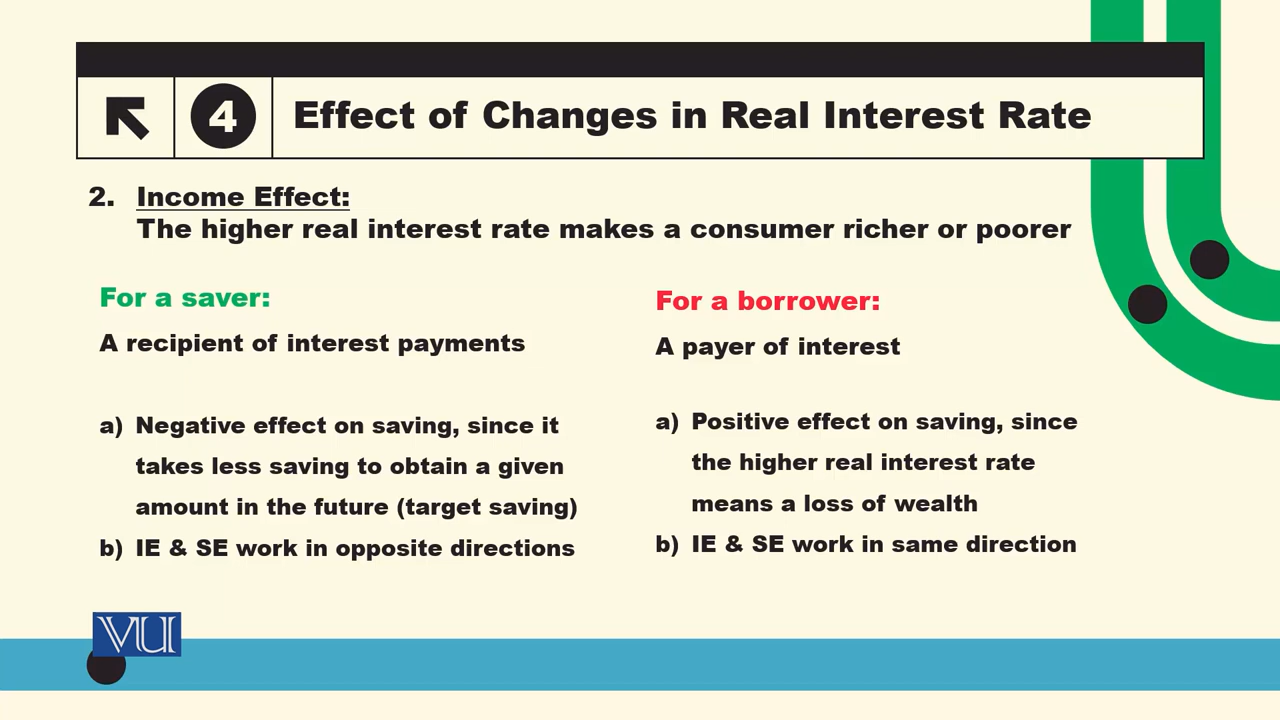 4
Effect of Changes in Real Interest Rate
2. Income Effect:
The higher real interest rate makes a consumer richer or poorer
For a saver:
A recipient of interest payments
a) Negative effect on saving, since it
takes less saving to obtain a given
amount in the future (target saving)
b) IE & SE work in opposite directions
For a borrower:
A payer of interest
a) Positive effect on saving, since
the higher real interest rate
means a loss of wealth
b) IE & SE work in same direction
VU